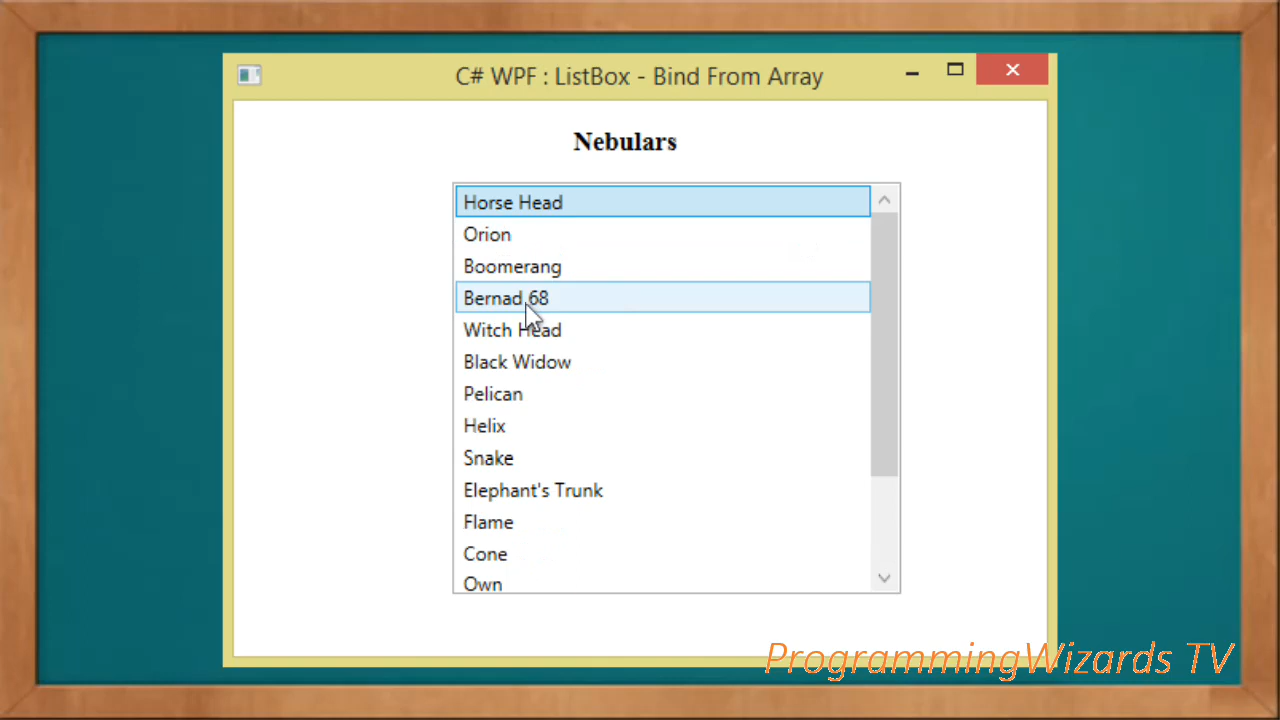 C# WPF : ListBox - Bind From Array
Nebulars
Horse Head
Orion
Boomerang
Bernad 68
Witch Head
Black Widow
Pelican
Helix
Snake
Elephant's Trunk
Flame
Cone
Own
ProgrammingWizards TV